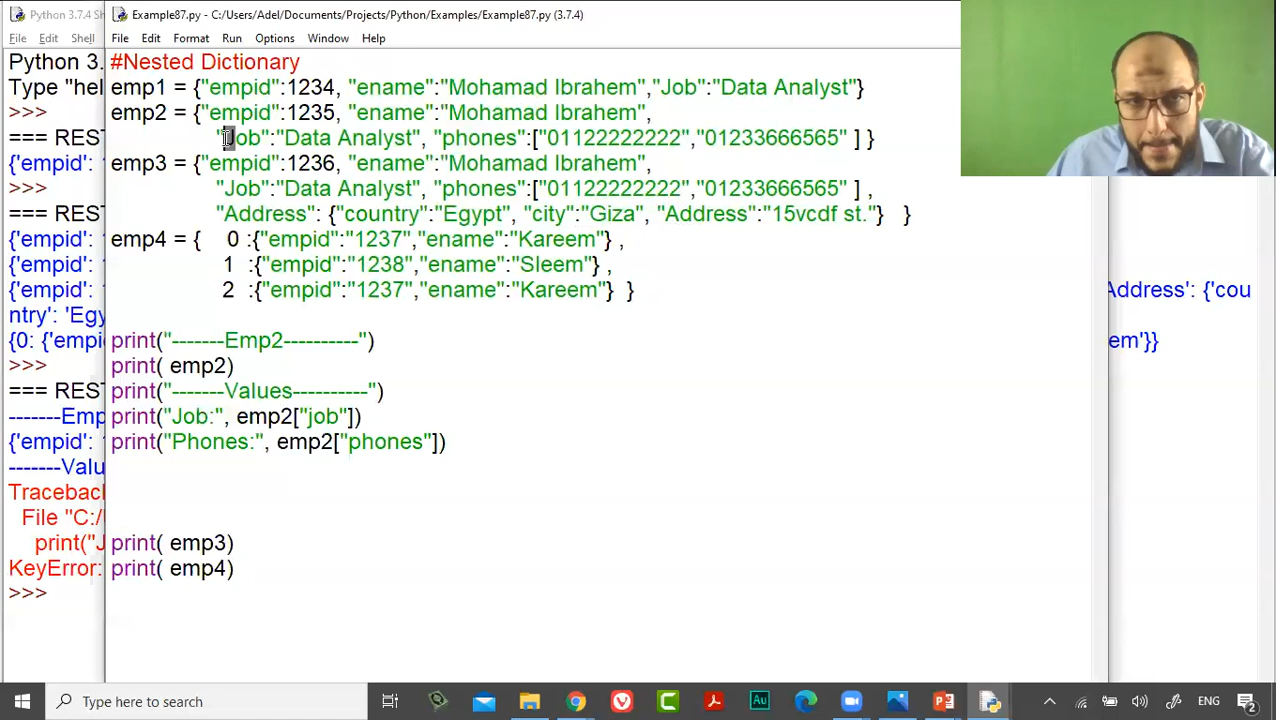 Python 3.7.4 S
Example87.py - C:/Users/Adel/Documents/Projects/Python/Examples/Example87.py (3.7.4)
File Edit Shell
File Edit Format Run Options Window Help
Python 3.
Type "hel
>>>
=== REST
{'empid':
>>>
=== REST
{'empid':
{'empid':
ntry': 'Egy
{0: {'empi
>>>
=== REST
-------Em
{'empid':
-------Valu
Traceback
File "C:/
print("J
KeyError:
>>>
#Nested Dictionary
emp1 = {"empid":1234, "ename":"Mohamad Ibrahem","Job":"Data Analyst"}
emp2 = {"empid":1235, "ename":"Mohamad Ibrahem",
"Job":"Data Analyst", "phones":["01122222222","01233666565" ] }
emp3 = {"empid":1236, "ename":"Mohamad Ibrahem",
"Job":"Data Analyst", "phones":["01122222222","01233666565" ] ,
"Address": {"country":"Egypt", "city":"Giza", "Address":"15vcdf st."} }
emp4 = { 0 :{"empid":"1237","ename":"Kareem"} ,
1 :{"empid":"1238","ename":"Sleem"} ,
2 :{"empid":"1237","ename":"Kareem"} }
print("-------Emp2----------")
print( emp2)
print("-------Values----------")
print("Job:", emp2["job"])
print("Phones:", emp2["phones"])
print( emp3)
print( emp4)
Address': {'cou
em'}}
Type here to search
ENG
2